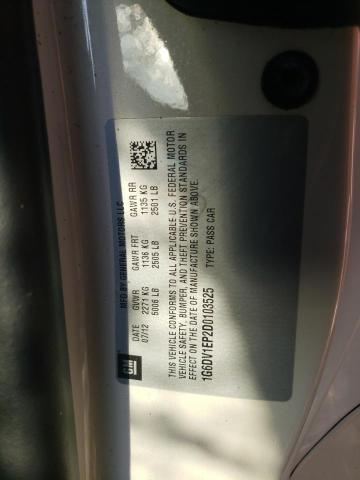 GM
MFD BY GENERAL MOTORS LLC
DATE GVWR GAWR FRT GAWR RR
07/12 2271 KG 1136 KG 1135 KG
5006 LB 2505 LB 2501 LB
THIS VEHICLE CONFORMS TO ALL APPLICABLE U.S. FEDERAL MOTOR
VEHICLE SAFETY, BUMPER, AND THEFT PREVENTION STANDARDS IN
EFFECT ON THE DATE OF MANUFACTURE SHOWN ABOVE.
1G6DV1EP2D0103525 TYPE: PASS CAR